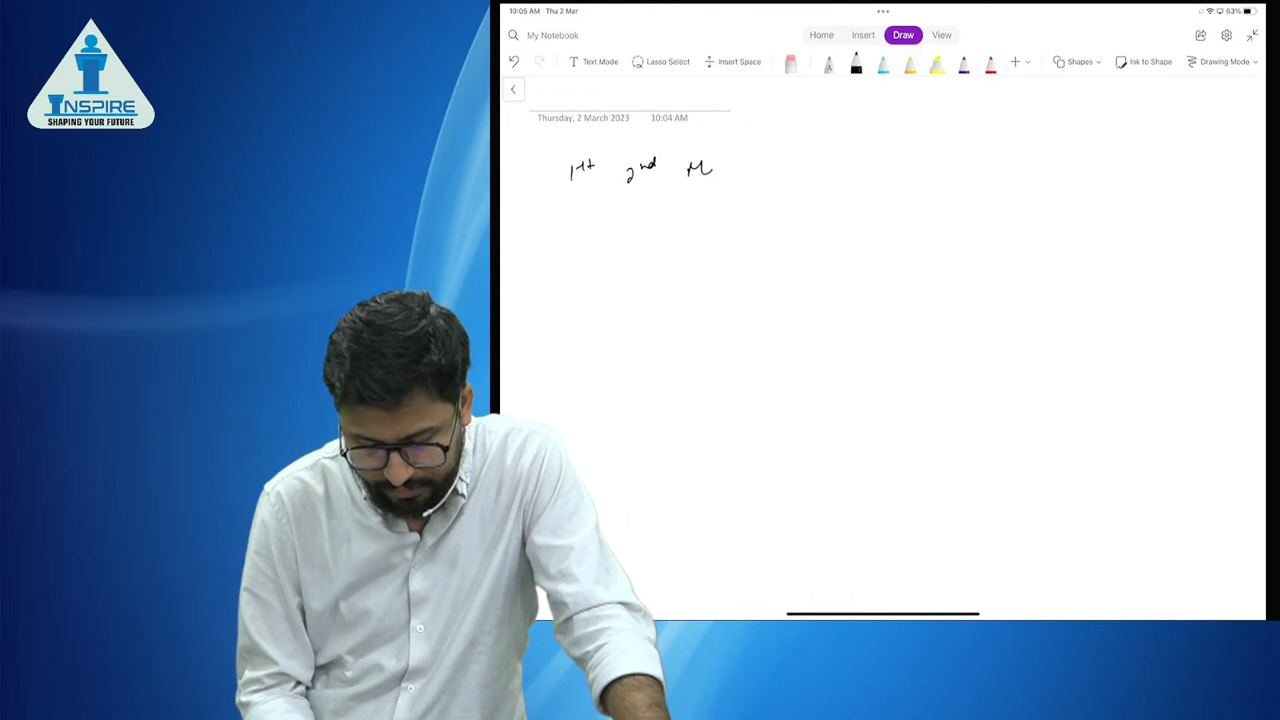 10:05 AM Thu 2 Mar
63%
My Notebook
Home Insert Draw View
Text Mode Lasso Select Insert Space Shapes Ink to Shape Drawing Mode
Thursday, 2 March 2023 10:04 AM
1st 2nd M
INSPIRE
SHAPING YOUR FUTURE